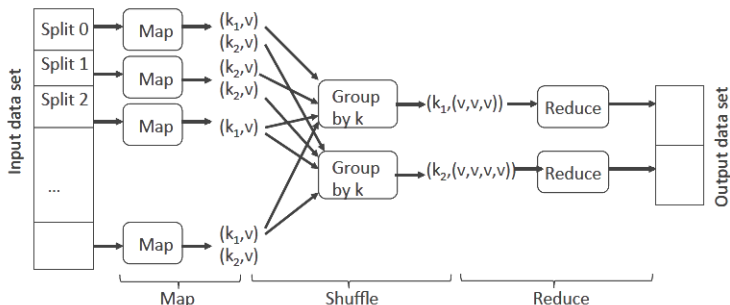 Input data set
Split 0
Split 1
Split 2
...
Map
Map
Map
Map
(k₁,v)
(k₂,v)
(k₂,v)
(k₂,v)
(k₁,v)
(k₁,v)
(k₂,v)
Group
by k
Group
by k
(k₁,(v,v,v))
(k₂,(v,v,v,v))
Reduce
Reduce
Output data set
Map
Shuffle
Reduce